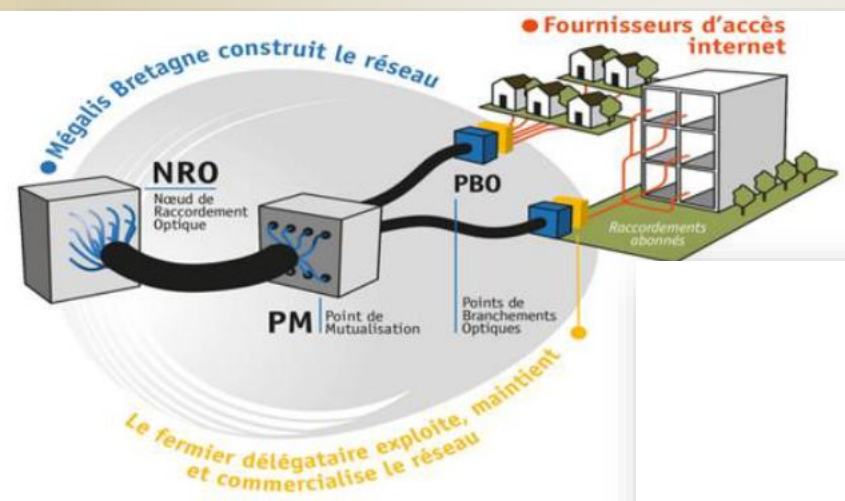 Fournisseurs d'accès
internet
Mégalis Bretagne construit le réseau
NRO
Nœud de
Raccordement
Optique
PBO
Raccordements
abonnés
PM
Point de
Mutualisation
Points de
Branchements
Optiques
Le fermier délégataire exploite, maintient
et commercialise le réseau